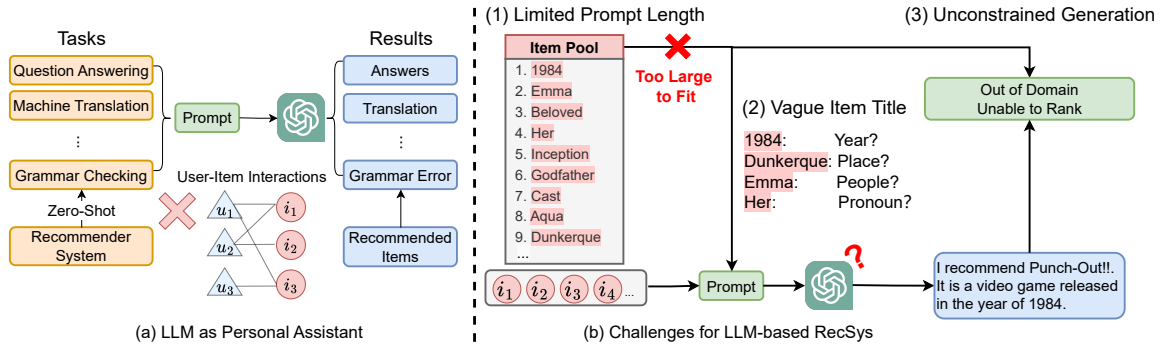 Tasks
Results
Question Answering
Machine Translation
⋮
Grammar Checking
Zero-Shot
Recommender
System
Prompt
Answers
Translation
⋮
Grammar Error
Recommended
Items
User-Item Interactions
u1
u2
u3
i1
i2
i3
(a) LLM as Personal Assistant
(1) Limited Prompt Length
Item Pool
1. 1984
2. Emma
3. Beloved
4. Her
5. Inception
6. Godfather
7. Cast
8. Aqua
9. Dunkerque
...
Too Large
to Fit
(2) Vague Item Title
1984: Year?
Dunkerque: Place?
Emma: People?
Her: Pronoun?
(3) Unconstrained Generation
Out of Domain
Unable to Rank
i1 i2 i3 i4 ...
Prompt
?
I recommend Punch-Out!!.
It is a video game released
in the year of 1984.
(b) Challenges for LLM-based RecSys